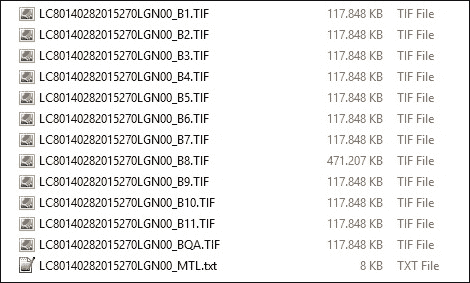 LC80140282015270LGN00_B1.TIF 117.848 KB TIF File
LC80140282015270LGN00_B2.TIF 117.848 KB TIF File
LC80140282015270LGN00_B3.TIF 117.848 KB TIF File
LC80140282015270LGN00_B4.TIF 117.848 KB TIF File
LC80140282015270LGN00_B5.TIF 117.848 KB TIF File
LC80140282015270LGN00_B6.TIF 117.848 KB TIF File
LC80140282015270LGN00_B7.TIF 117.848 KB TIF File
LC80140282015270LGN00_B8.TIF 471.207 KB TIF File
LC80140282015270LGN00_B9.TIF 117.848 KB TIF File
LC80140282015270LGN00_B10.TIF 117.848 KB TIF File
LC80140282015270LGN00_B11.TIF 117.848 KB TIF File
LC80140282015270LGN00_BQA.TIF 117.848 KB TIF File
LC80140282015270LGN00_MTL.txt 8 KB TXT File